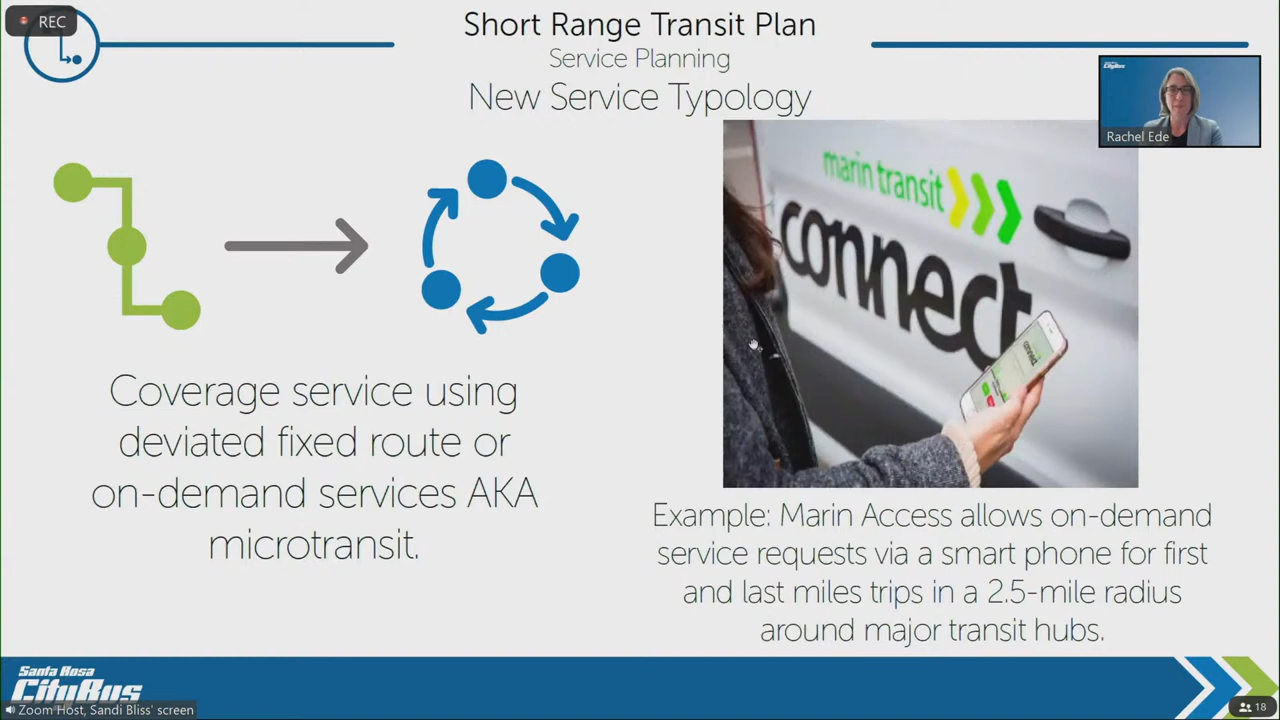 REC
Short Range Transit Plan
Service Planning
New Service Typology
Rachel Ede
marin transit
connect
Coverage service using
deviated fixed route or
on-demand services AKA
microtransit.
Example: Marin Access allows on-demand
service requests via a smart phone for first
and last miles trips in a 2.5-mile radius
around major transit hubs.
Santa Rosa
CityBus
Zoom Host, Sandi Bliss' screen
18